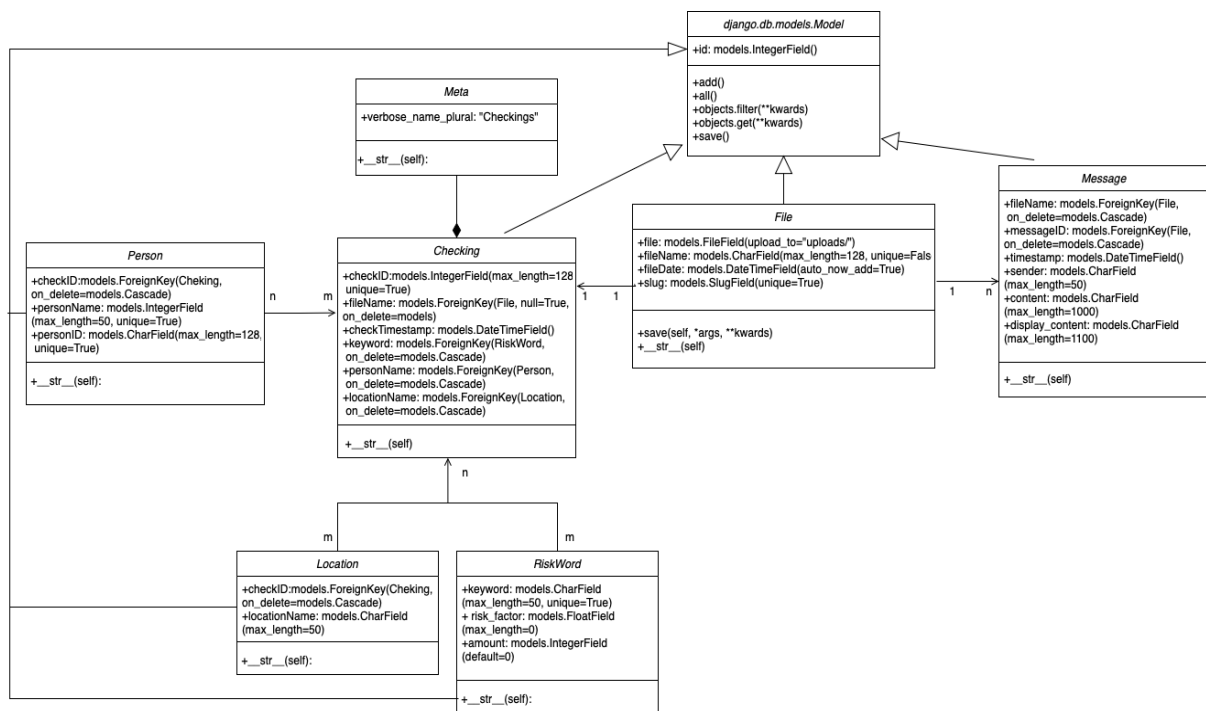 django.db.models.Model
+id: models.IntegerField()
+add()
+all()
+objects.filter(**kwards)
+objects.get(**kwards)
+save()
Meta
+verbose_name_plural: "Checkings"
+__str__(self):
Message
+fileName: models.ForeignKey(File,
on_delete=models.Cascade)
+messageID: models.ForeignKey(File,
on_delete=models.Cascade)
+timestamp: models.DateTimeField()
+sender: models.CharField
(max_length=50)
+content: models.CharField
(max_length=1000)
+display_content: models.CharField
(max_length=1100)
+__str__(self)
File
+file: models.FileField(upload_to="uploads/")
+fileName: models.CharField(max_length=128, unique=Fals
+fileDate: models.DateTimeField(auto_now_add=True)
+slug: models.SlugField(unique=True)
+save(self, *args, **kwards)
+__str__(self)
1
n
1
1
Checking
+checkID:models.IntegerField(max_length=128
unique=True)
+fileName: models.ForeignKey(File, null=True,
on_delete=models)
+checkTimestamp: models.DateTimeField()
+keyword: models.ForeignKey(RiskWord,
on_delete=models.Cascade)
+personName: models.ForeignKey(Person,
on_delete=models.Cascade)
+locationName: models.ForeignKey(Location,
on_delete=models.Cascade)
+__str__(self)
Person
+checkID:models.ForeignKey(Cheking,
on_delete=models.Cascade)
+personName: models.IntegerField
(max_length=50, unique=True)
+personID: models.CharField(max_length=128,
unique=True)
+__str__(self):
n
m
n
m
m
Location
+checkID:models.ForeignKey(Cheking,
on_delete=models.Cascade)
+locationName: models.CharField
(max_length=50)
+__str__(self):
RiskWord
+keyword: models.CharField
(max_length=50, unique=True)
+ risk_factor: models.FloatField
(max_length=0)
+amount: models.IntegerField
(default=0)
+__str__(self):